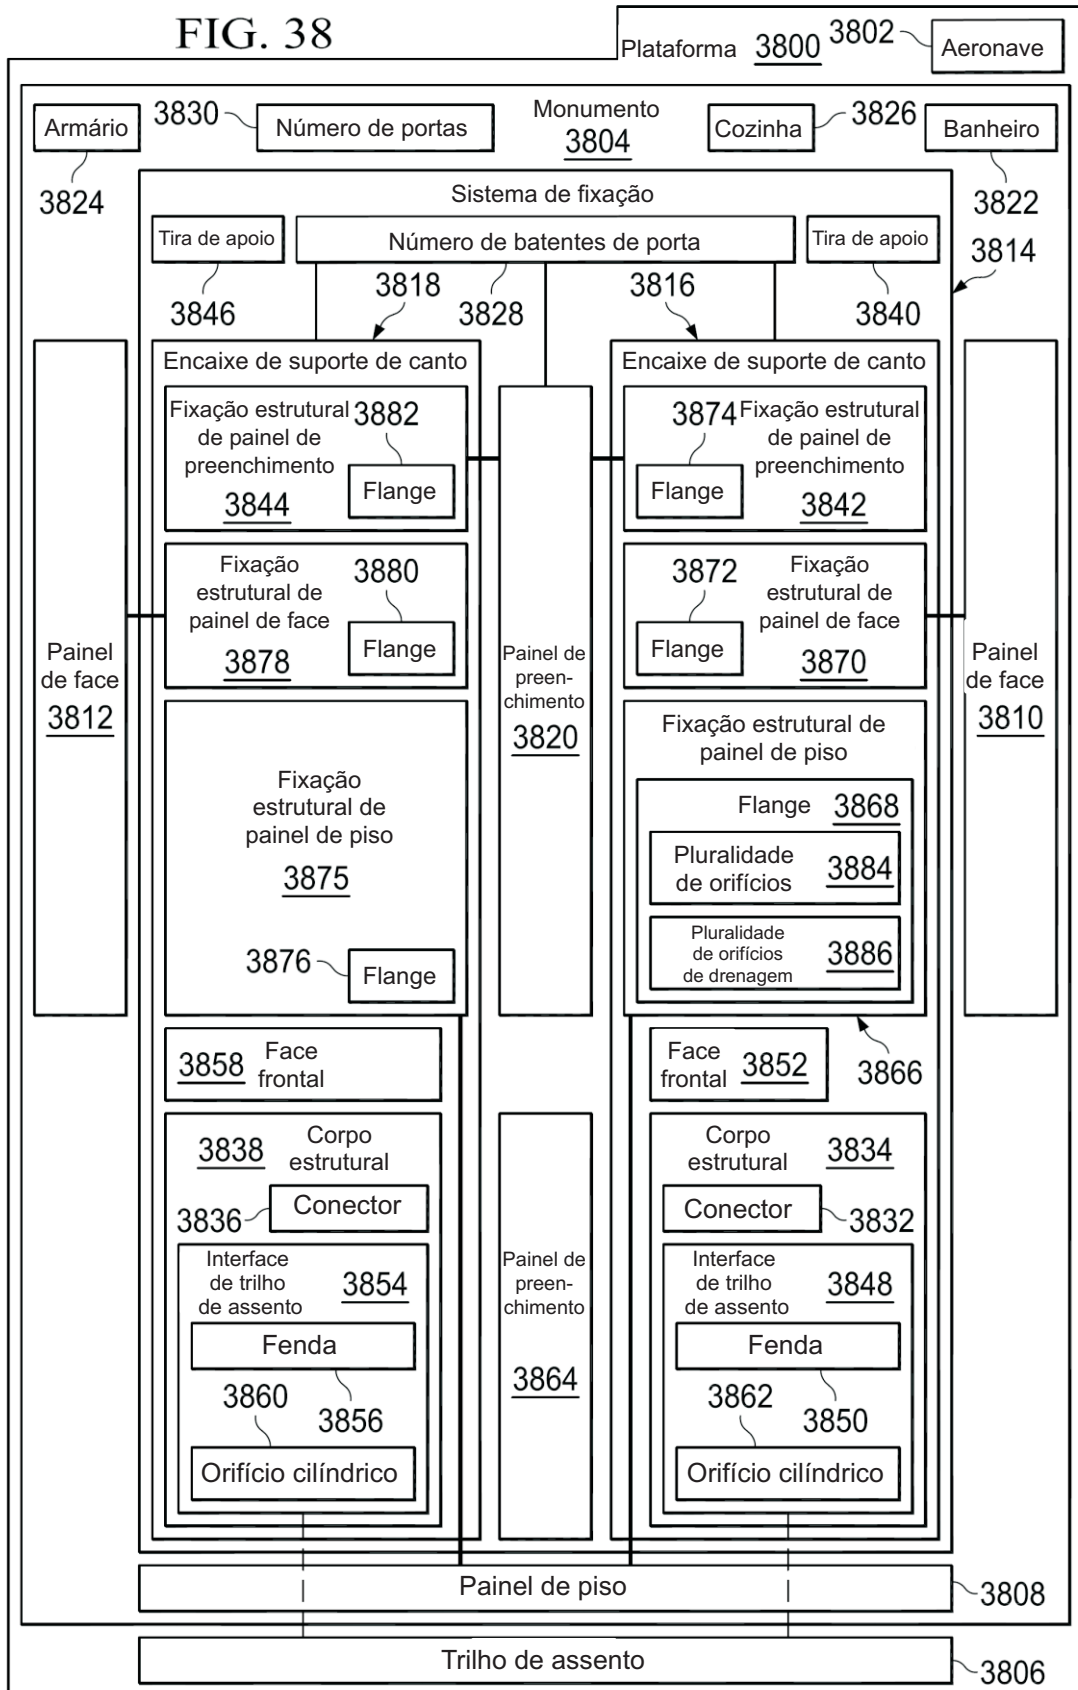 FIG. 38
Plataforma 3800
3802
Aeronave
Armário
3824
3830
Número de portas
Monumento
3804
Cozinha
3826
Banheiro
3822
Sistema de fixação
Tira de apoio
3846
Número de batentes de porta
3828
Tira de apoio
3840
3814
3818
3816
Encaixe de suporte de canto
Fixação estrutural
de painel de
preenchimento
3844
3882
Flange
Fixação
estrutural de
painel de face
3878
3880
Flange
Fixação
estrutural de
painel de piso
3875
3876
Flange
3858
Face
frontal
3838
Corpo
estrutural
3836
Conector
Interface
de trilho
de assento
3854
Fenda
3856
3860
Orifício cilíndrico
Painel
de face
3812
Painel de
preen-
chimento
3820
Painel de
preen-
chimento
3864
Encaixe de suporte de canto
3874
Flange
Fixação estrutural
de painel de
preenchimento
3842
3872
Flange
Fixação
estrutural de
painel de face
3870
Fixação estrutural de
painel de piso
Flange 3868
Pluralidade
de orifícios
3884
Pluralidade
de orifícios
de drenagem
3886
3866
Face
frontal
3852
Corpo
estrutural
3834
Conector
3832
Interface
de trilho
de assento
3848
Fenda
3850
3862
Orifício cilíndrico
Painel
de face
3810
Painel de piso
3808
Trilho de assento
3806